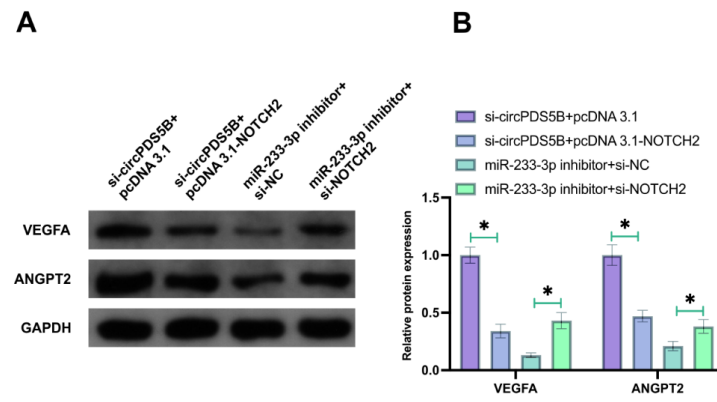 A
si-circPDS5B+
pcDNA 3.1
si-circPDS5B+
pcDNA 3.1-NOTCH2
miR-233-3p inhibitor+
si-NC
miR-233-3p inhibitor+
si-NOTCH2
VEGFA
ANGPT2
GAPDH
B
si-circPDS5B+pcDNA 3.1
si-circPDS5B+pcDNA 3.1-NOTCH2
miR-233-3p inhibitor+si-NC
miR-233-3p inhibitor+si-NOTCH2
Relative protein expression
1.5
1.0
0.5
0.0
* * * *
VEGFA ANGPT2